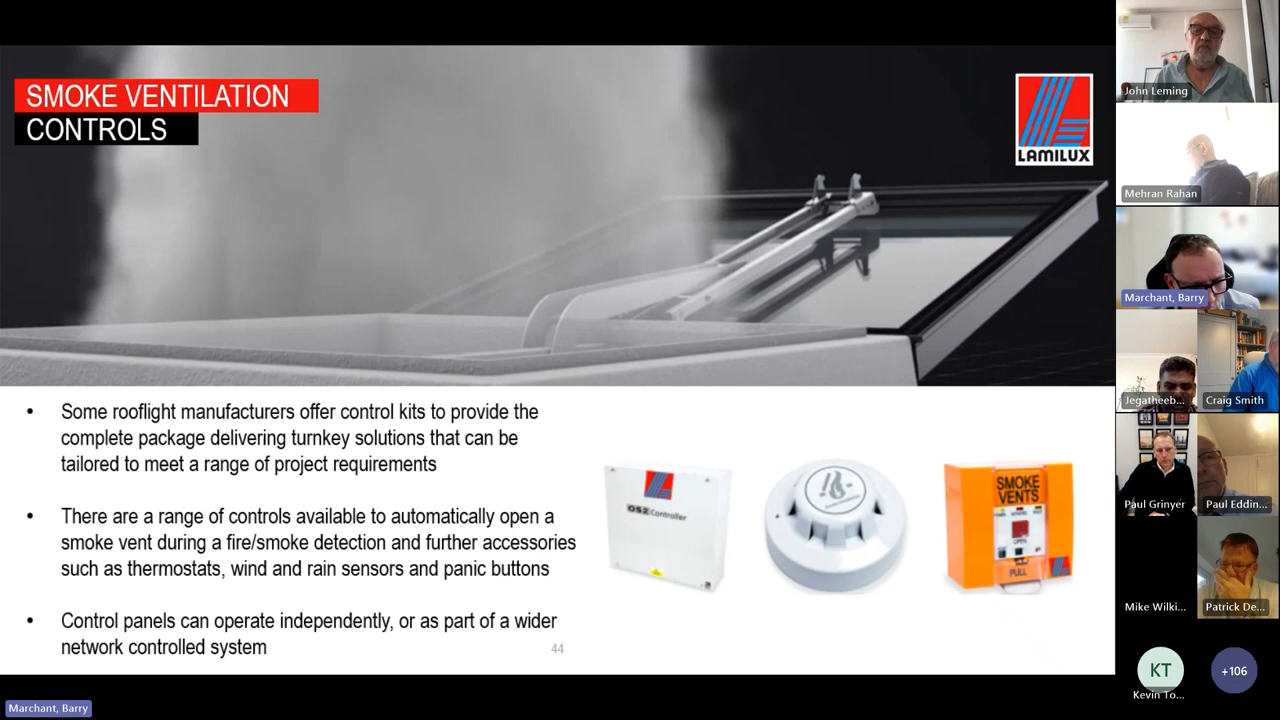 SMOKE VENTILATION
CONTROLS
LAMILUX
• Some rooflight manufacturers offer control kits to provide the
complete package delivering turnkey solutions that can be
tailored to meet a range of project requirements
• There are a range of controls available to automatically open a
smoke vent during a fire/smoke detection and further accessories
such as thermostats, wind and rain sensors and panic buttons
• Control panels can operate independently, or as part of a wider
network controlled system
44
OS2 Controller
SMOKE
VENTS
OPEN
PULL
John Leming
Mehran Rahan
Marchant, Barry
Jegatheeb...
Craig Smith
Paul Grinyer
Paul Eddin...
Mike Wilki...
Patrick De...
KT
Kevin To...
+106
Marchant, Barry